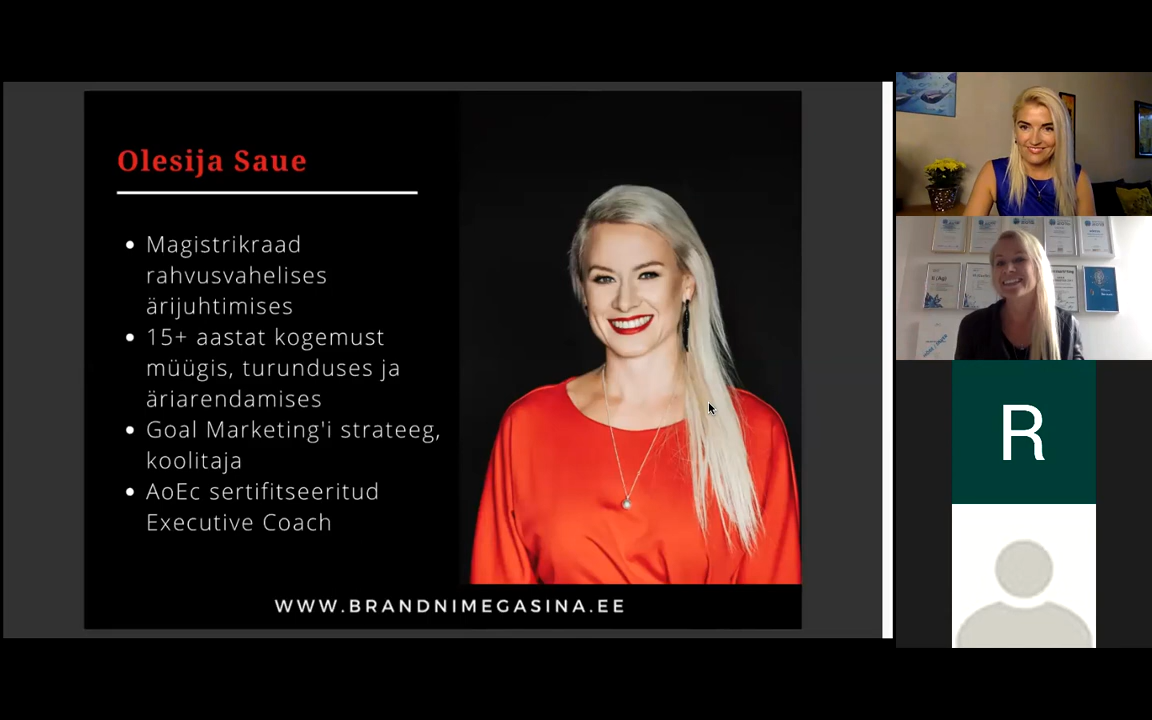 Olesija Saue
Magistrikraad
rahvusvahelises
ärijuhtimises
15+ aastat kogemust
müügis, turunduses ja
äriarendamises
Goal Marketing'i strateeg,
koolitaja
AoEc sertifitseeritud
Executive Coach
WWW.BRANDNIMEGASINA.EE
R